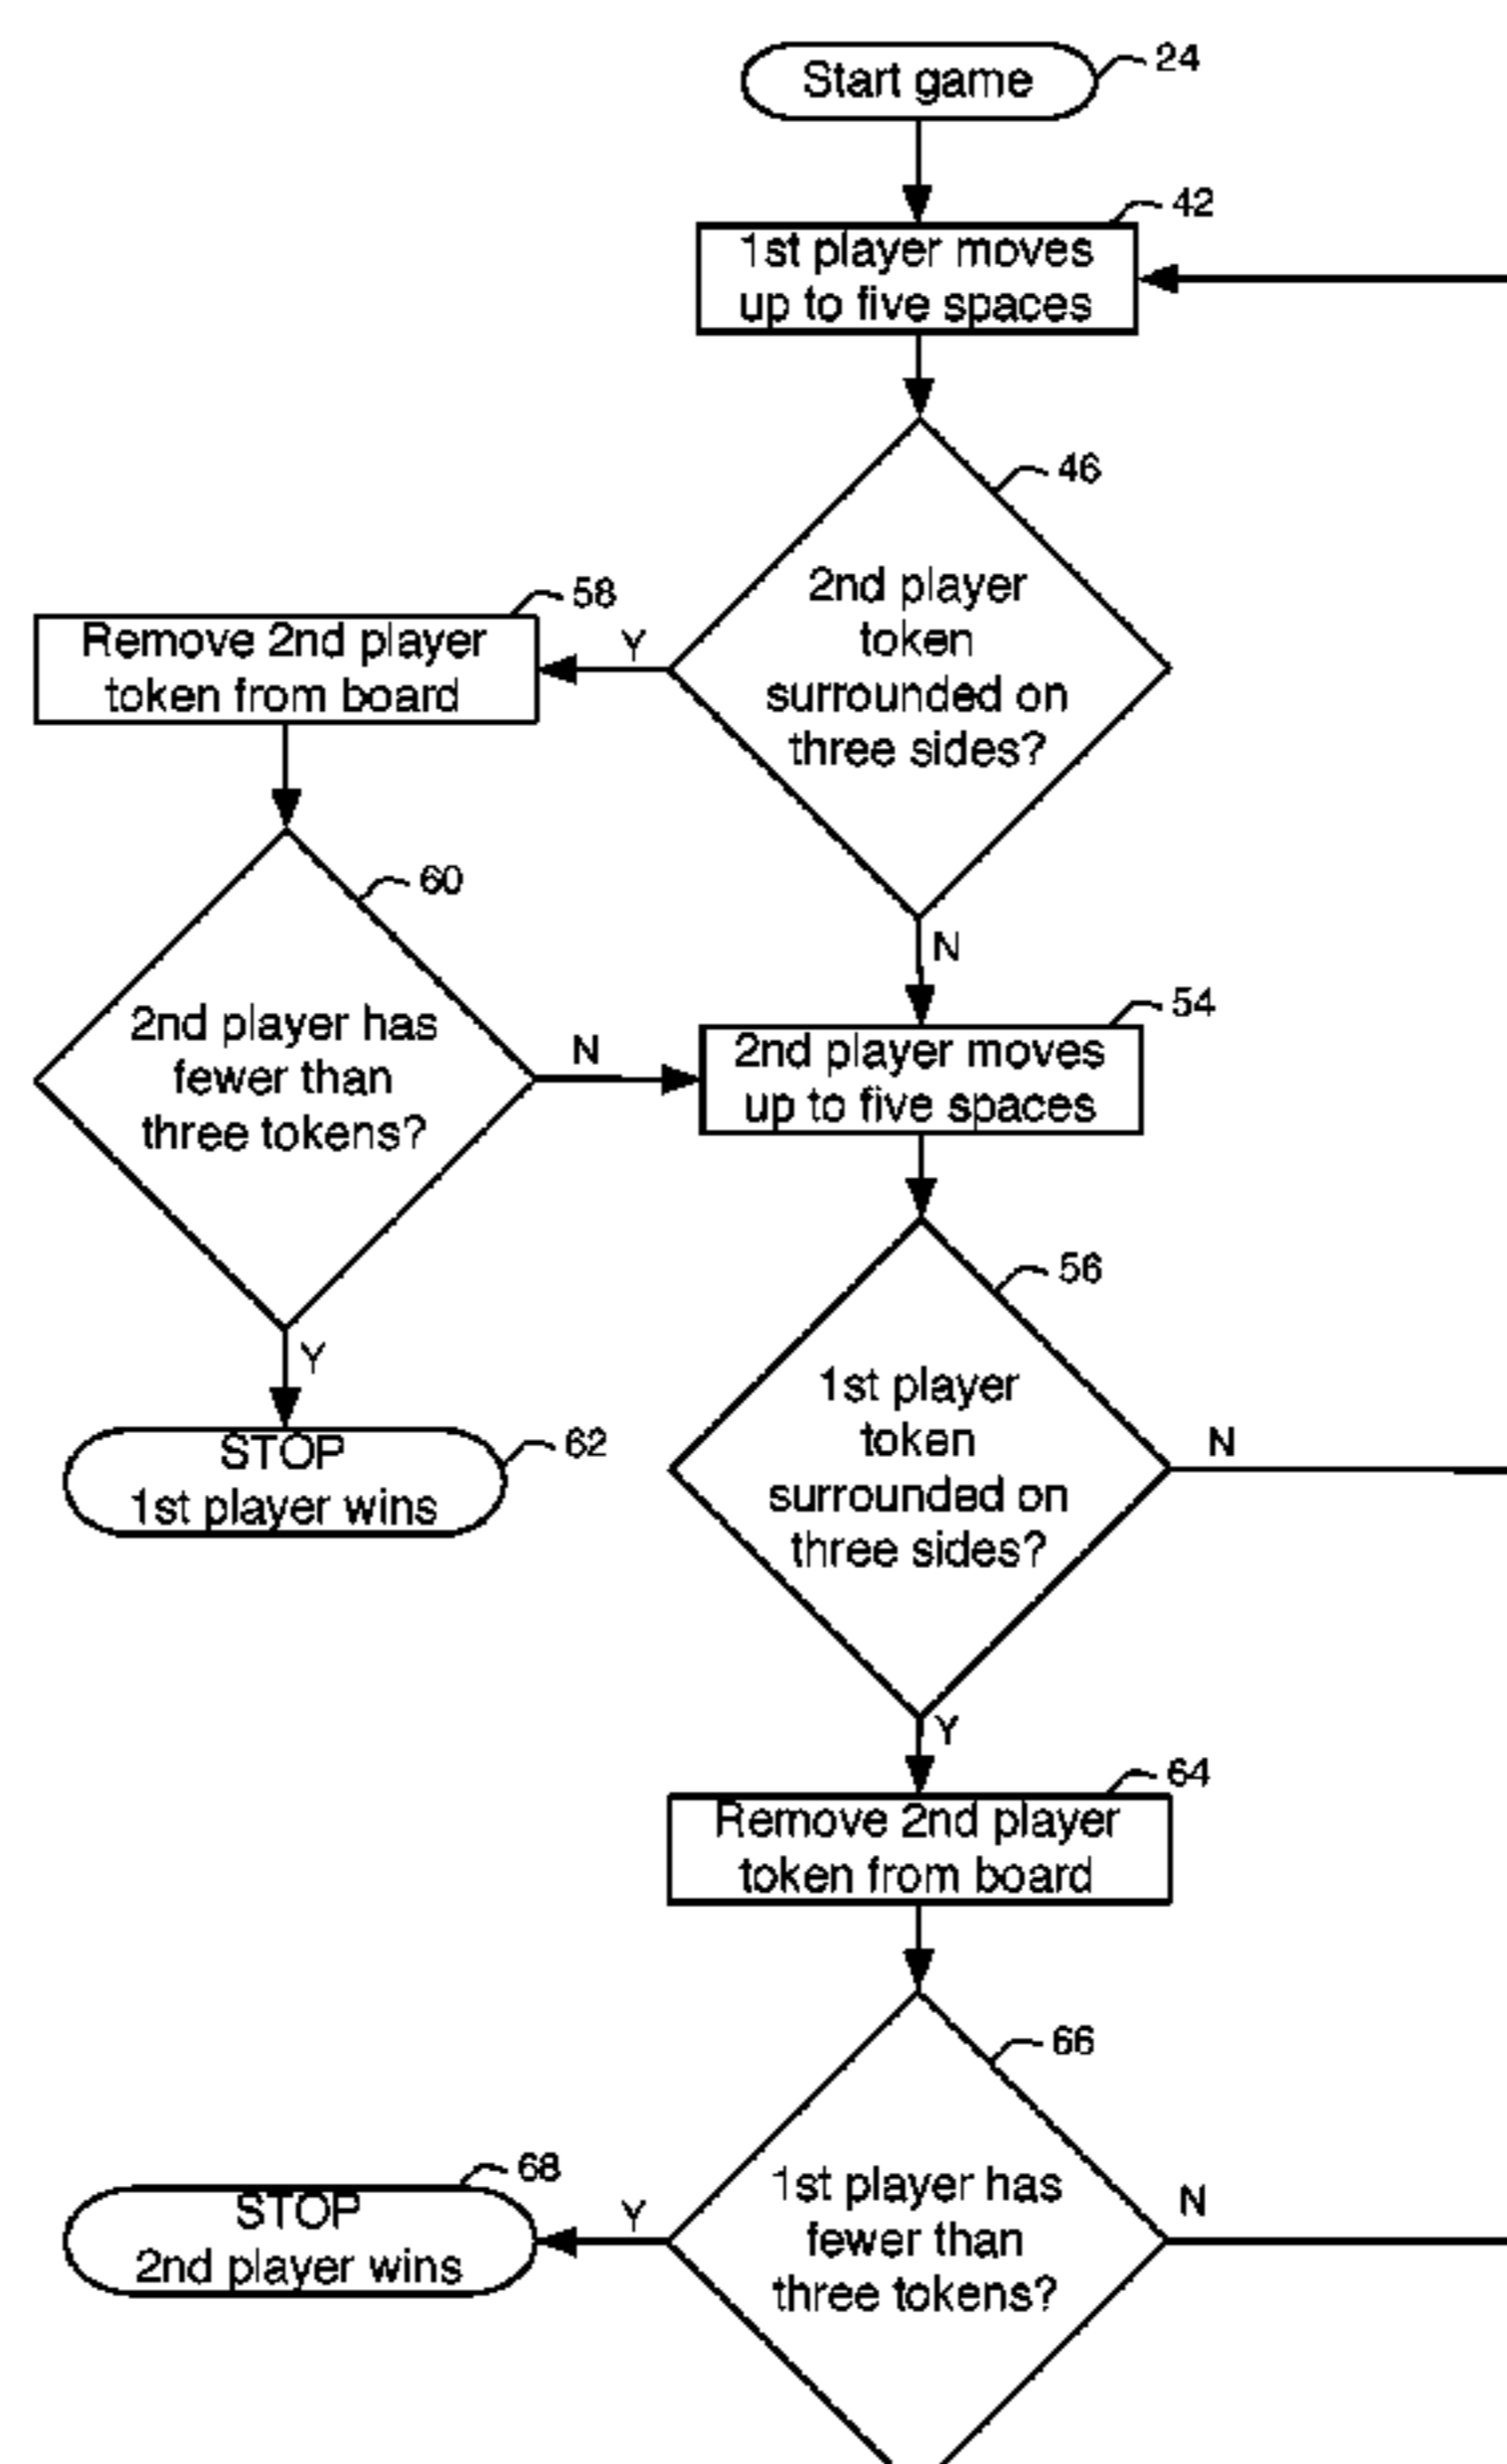 Start game
24
1st player moves
up to five spaces
42
46
2nd player
token
surrounded on
three sides?
Y
58
Remove 2nd player
token from board
N
60
2nd player has
fewer than
three tokens?
N
54
2nd player moves
up to five spaces
Y
62
STOP
1st player wins
56
1st player
token
surrounded on
three sides?
N
Y
64
Remove 2nd player
token from board
66
1st player has
fewer than
three tokens?
N
Y
68
STOP
2nd player wins